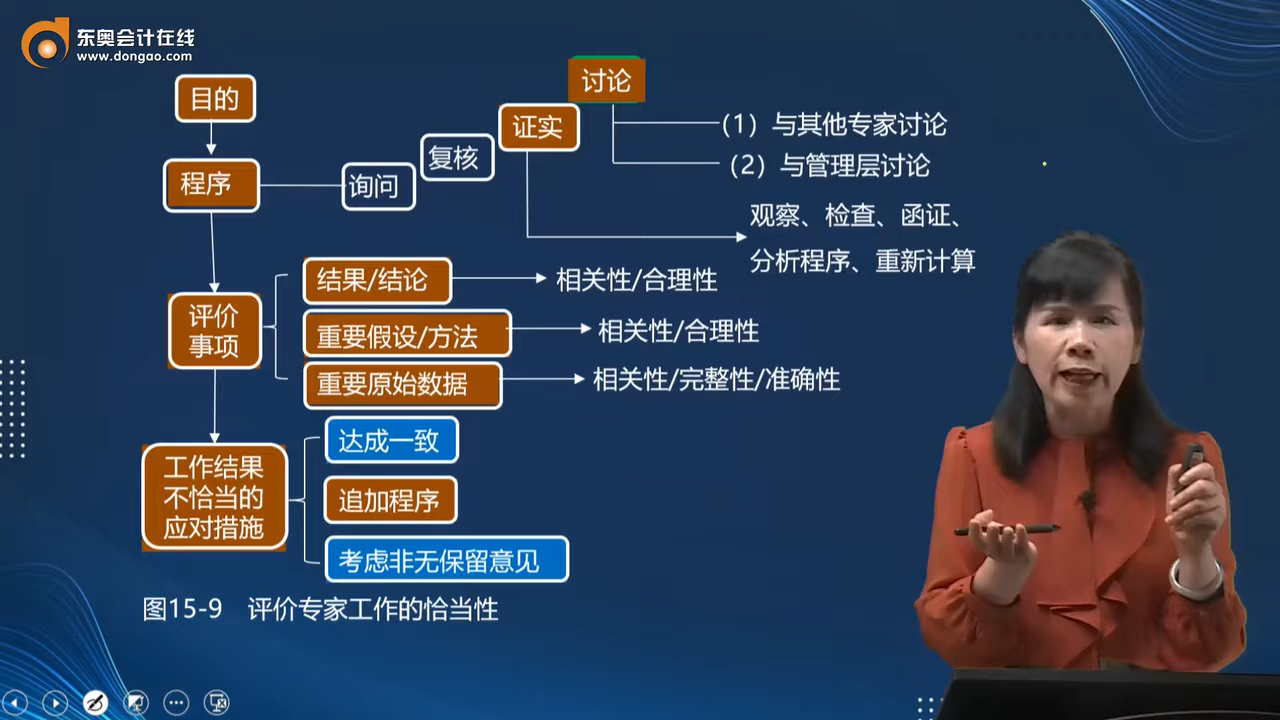 东奥会计在线
www.dongao.com
目的
程序
询问
复核
证实
讨论
（1）与其他专家讨论
（2）与管理层讨论
观察、检查、函证、
分析程序、重新计算
评价
事项
结果/结论
相关性/合理性
重要假设/方法
相关性/合理性
重要原始数据
相关性/完整性/准确性
工作结果
不恰当的
应对措施
达成一致
追加程序
考虑非无保留意见
图15-9 评价专家工作的恰当性